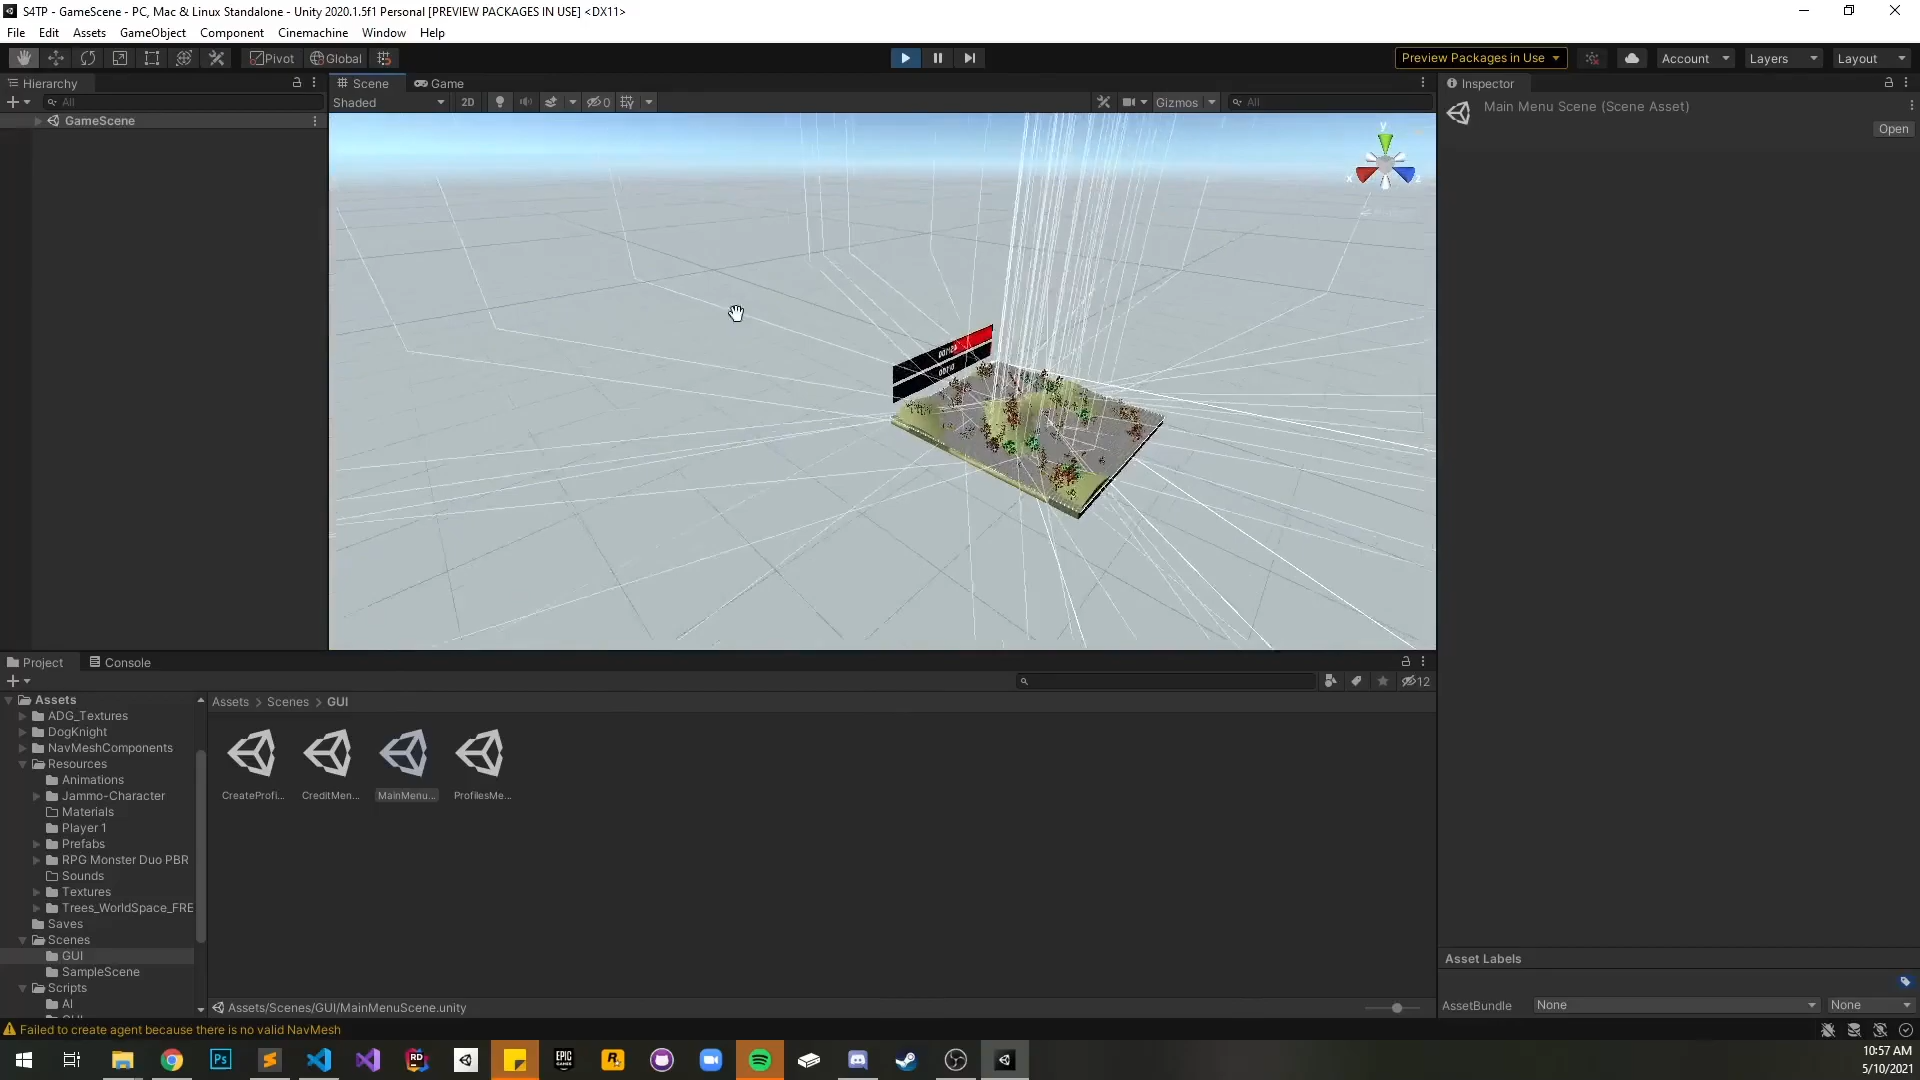 S4TP - GameScene - PC, Mac & Linux Standalone - Unity 2020.1.5f1 Personal [PREVIEW PACKAGES IN USE] <DX11>
File Edit Assets GameObject Component Cinemachine Window Help
Pivot Global
Preview Packages in Use Account Layers Layout
Hierarchy
All
GameScene
Scene Game
Shaded 2D 0 Gizmos All
y
x z
Inspector
Main Menu Scene (Scene Asset)
Open
Project Console
12
Assets
ADG_Textures
DogKnight
NavMeshComponents
Resources
Animations
Jammo-Character
Materials
Player 1
Prefabs
RPG Monster Duo PBR
Sounds
Textures
Trees_WorldSpace_FRE
Saves
Scenes
GUI
SampleScene
Scripts
AI
Assets > Scenes > GUI
CreateProfi... CreditMen... MainMenu... ProfilesMe...
Assets/Scenes/GUI/MainMenuScene.unity
Asset Labels
AssetBundle None None
Failed to create agent because there is no valid NavMesh
10:57 AM
5/10/2021